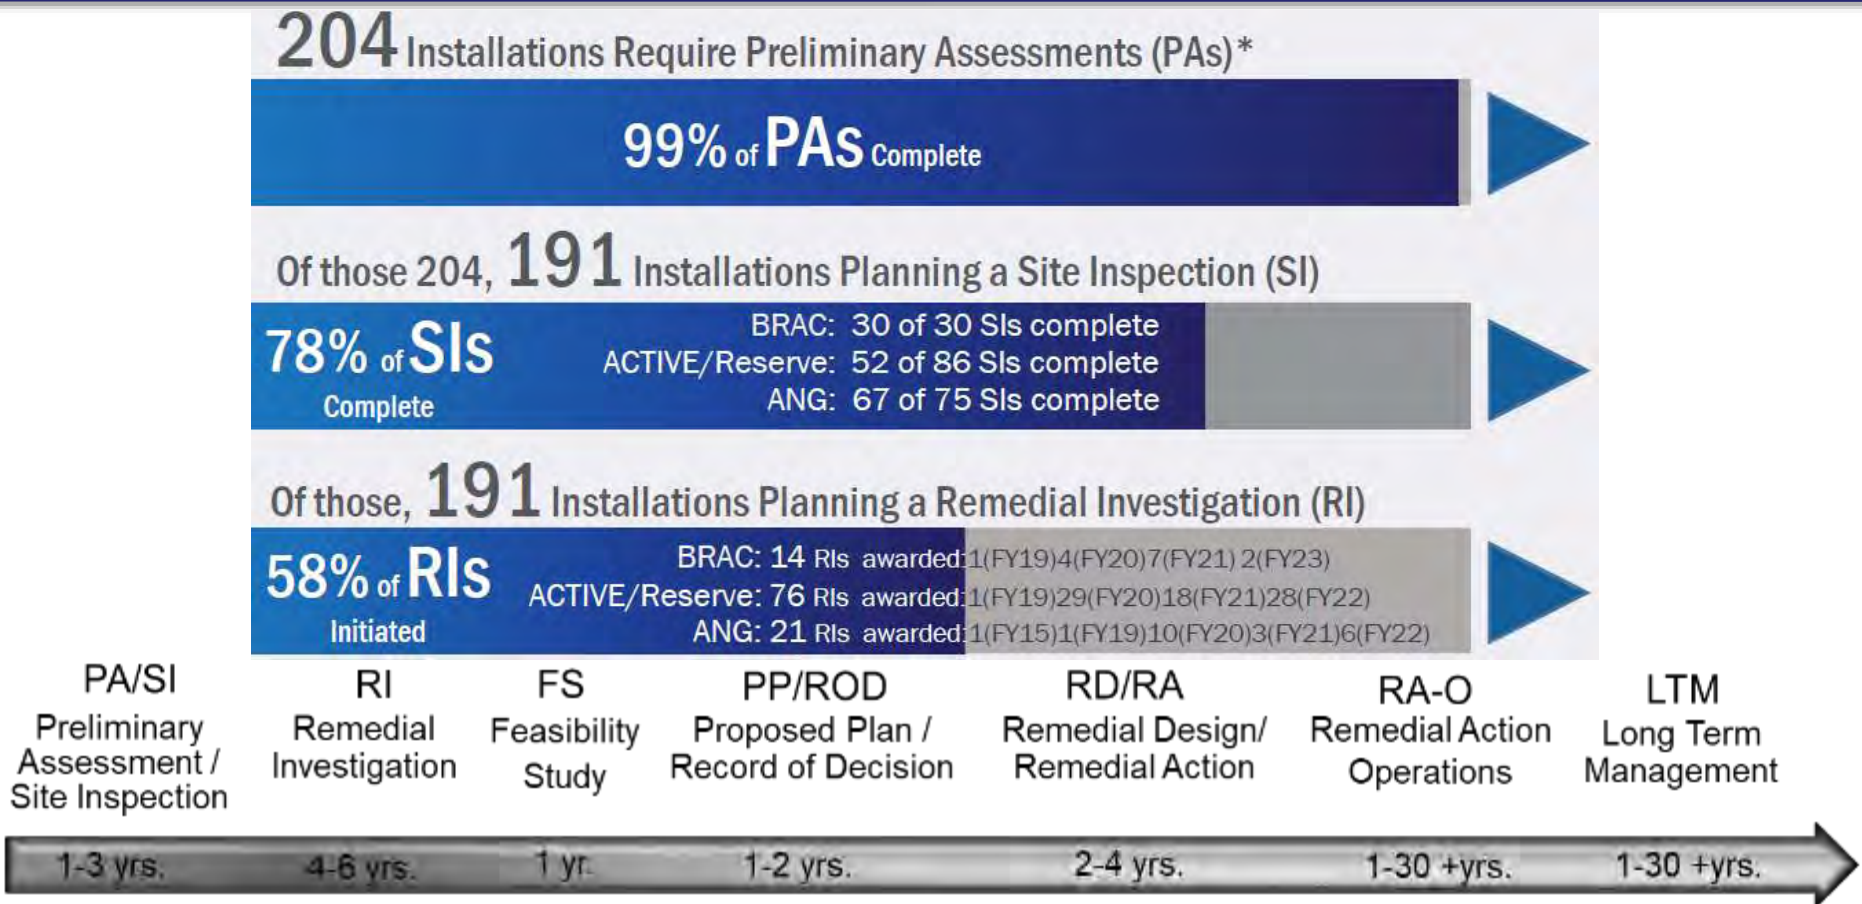 204 Installations Require Preliminary Assessments (PAs)*
99% of PAs Complete
Of those 204, 191 Installations Planning a Site Inspection (SI)
78% of SIs
Complete
BRAC: 30 of 30 SIs complete
ACTIVE/Reserve: 52 of 86 SIs complete
ANG: 67 of 75 SIs complete
Of those, 191 Installations Planning a Remedial Investigation (RI)
58% of RIs
Initiated
BRAC: 14 RIs awarded:1(FY19)4(FY20)7(FY21) 2(FY23)
ACTIVE/Reserve: 76 RIs awarded:1(FY19)29(FY20)18(FY21)28(FY22)
ANG: 21 RIs awarded:1(FY15)1(FY19)10(FY20)3(FY21)6(FY22)
PA/SI
Preliminary
Assessment /
Site Inspection
RI
Remedial
Investigation
FS
Feasibility
Study
PP/ROD
Proposed Plan /
Record of Decision
RD/RA
Remedial Design/
Remedial Action
RA-O
Remedial Action
Operations
LTM
Long Term
Management
1-3 yrs.
4-6 yrs.
1 yr.
1-2 yrs.
2-4 yrs.
1-30 +yrs.
1-30 +yrs.